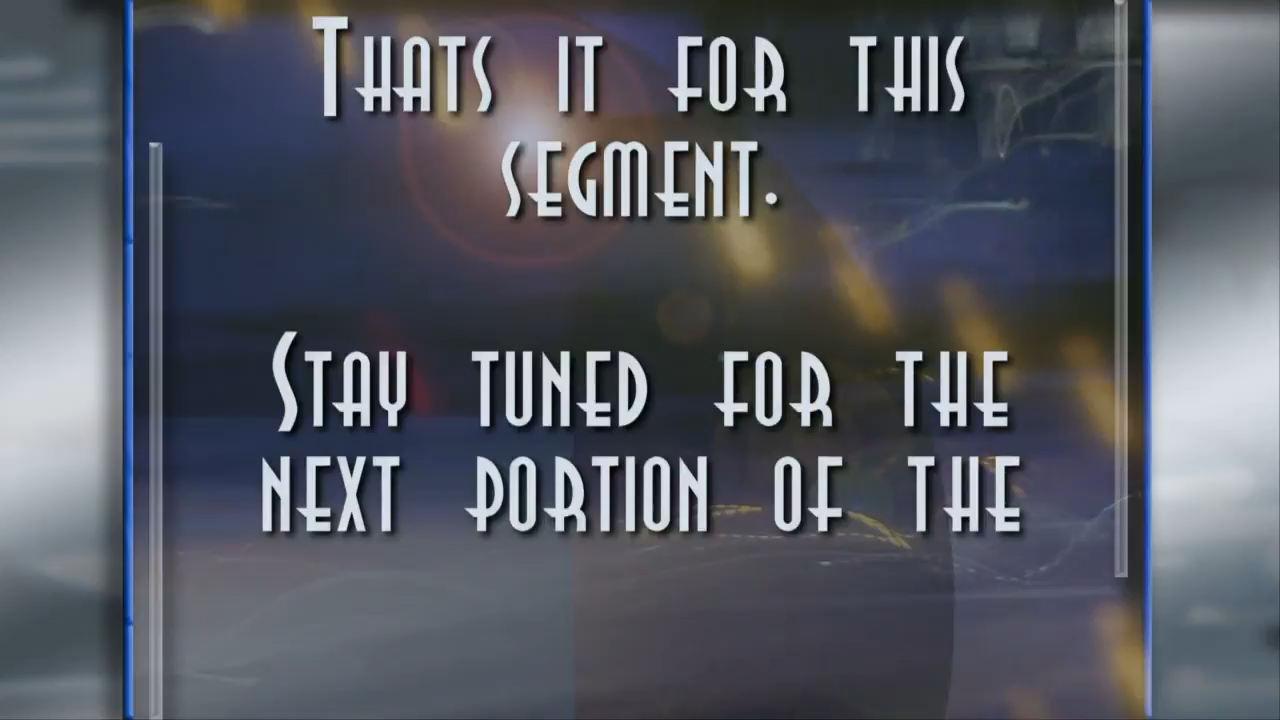 Thats it for this
segment.
Stay tuned for the
next portion of the